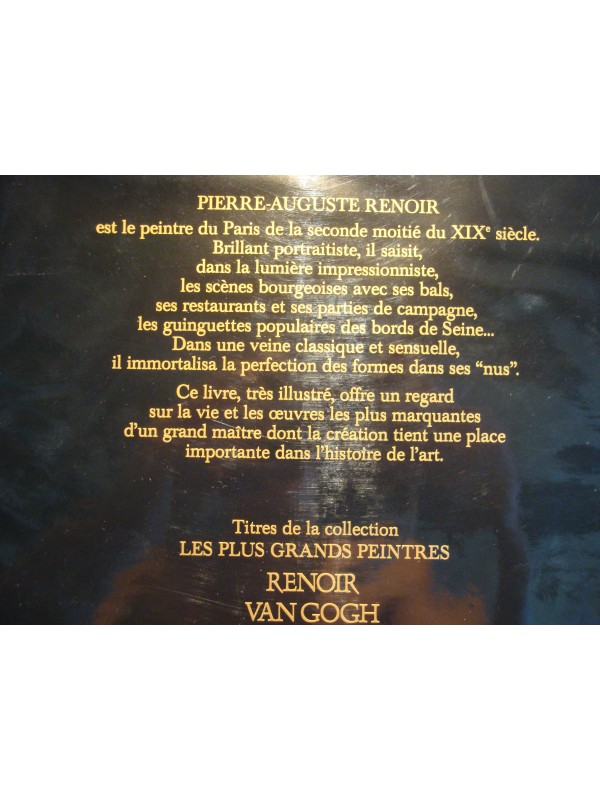 PIERRE-AUGUSTE RENOIR
est le peintre du Paris de la seconde moitié du XIXe siècle.
Brillant portraitiste, il saisit,
dans la lumière impressionniste,
les scènes bourgeoises avec ses bals,
ses restaurants et ses parties de campagne,
les guinguettes populaires des bords de Seine...
Dans une veine classique et sensuelle,
il immortalisa la perfection des formes dans ses “nus”.
Ce livre, très illustré, offre un regard
sur la vie et les œuvres les plus marquantes
d’un grand maître dont la création tient une place
importante dans l’histoire de l’art.
Titres de la collection
LES PLUS GRANDS PEINTRES
RENOIR
VAN GOGH